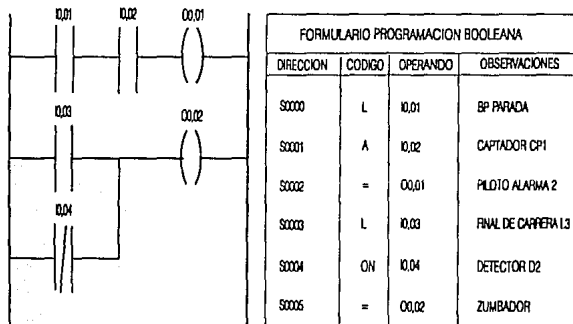 I0,01 I0,02 O0,01
I0,03 O0,02
I0,04
FORMULARIO PROGRAMACION BOOLEANA
DIRECCION CODIGO OPERANDO OBSERVACIONES
S0000 L I0,01 BP PARADA
S0001 A I0,02 CAPTADOR CP1
S0002 = O0,01 PILOTO ALARMA 2
S0003 L I0,03 FINAL DE CARRERA L3
S0004 ON I0,04 DETECTOR D2
S0005 = O0,02 ZUMBADOR